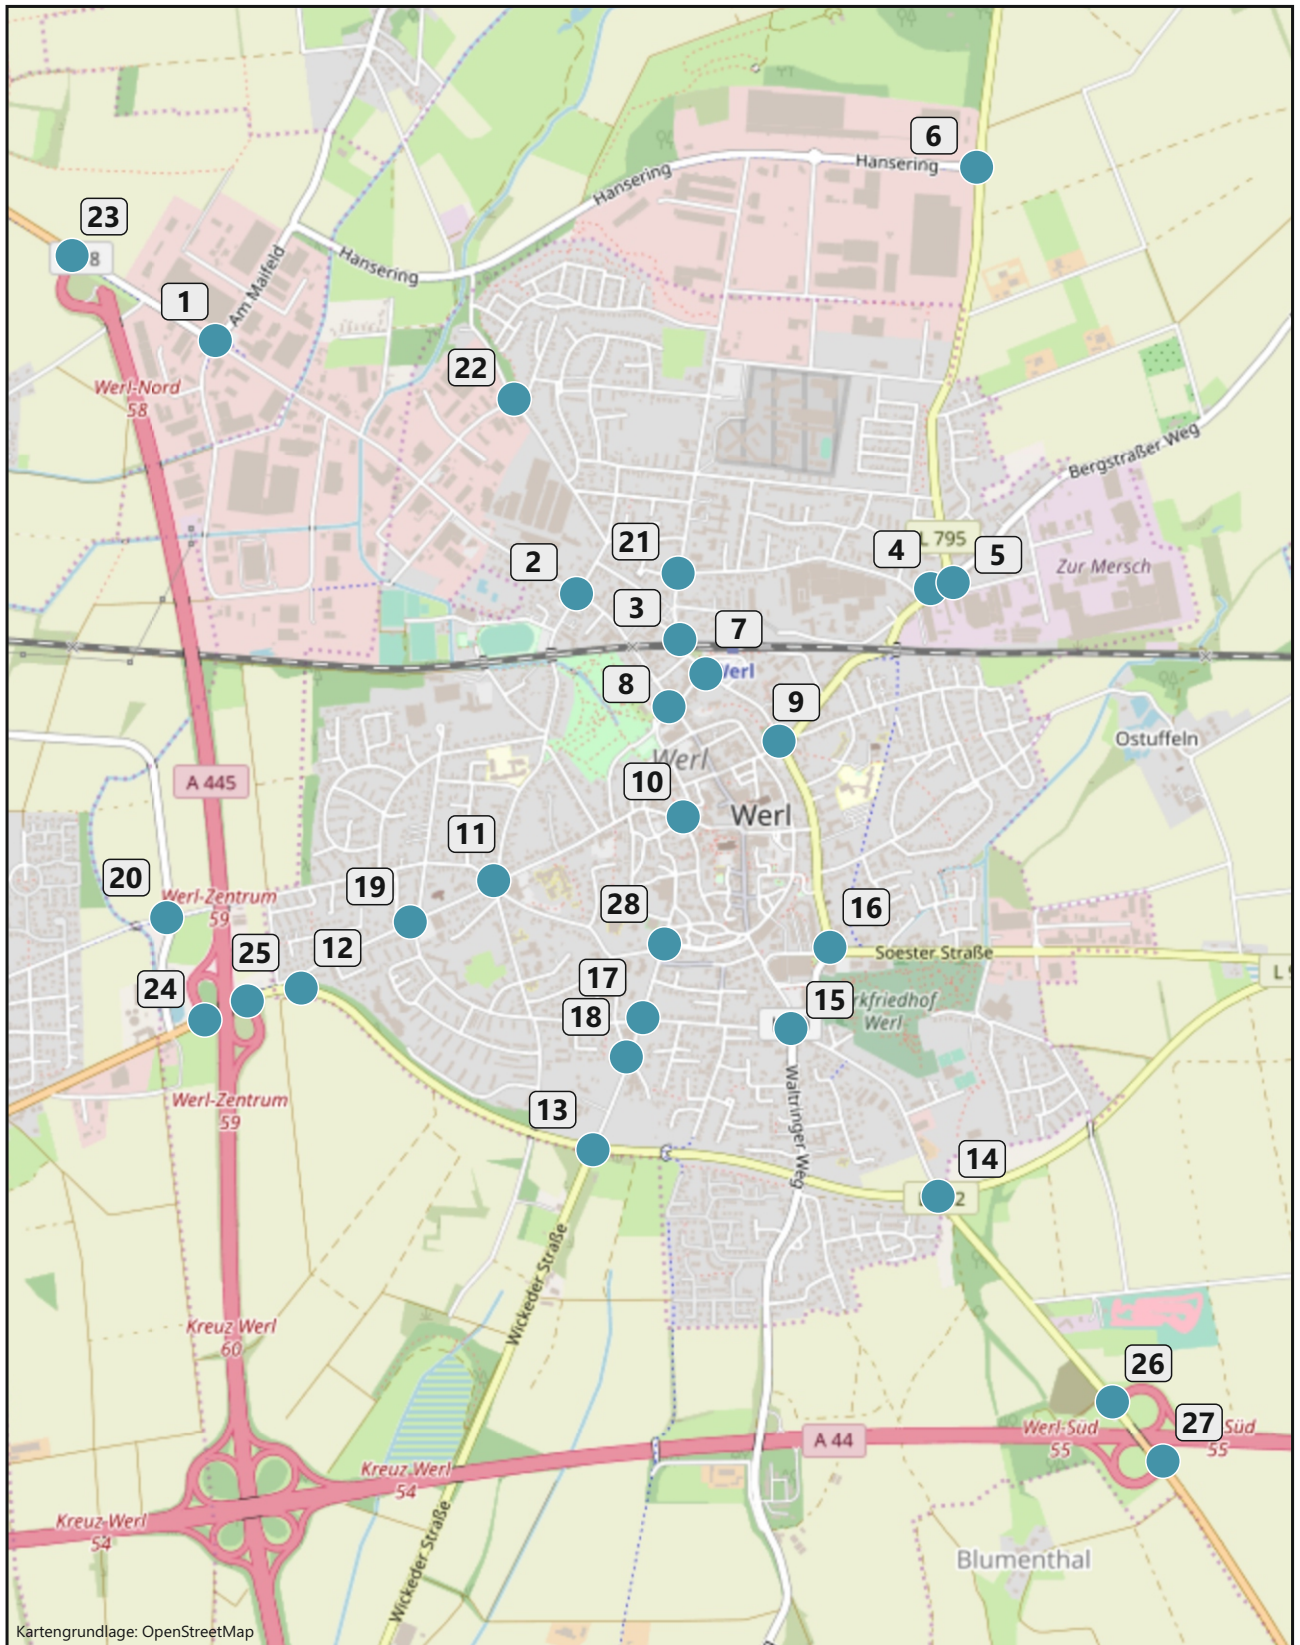 6
Hansering
Hansering
23
8
Hansering
1
Am Maifeld
22
Werl-Nord
58
Bergstraßer Weg
L 795
21
4
5
2
Zur Mersch
3
7
Werl
8
9
Ostuffeln
Werl
A 445
10
Werl
11
20
19
Werl-Zentrum
59
28
16
25
12
Soester Straße
L
24
17
15
rkfriedhof
Werl
18
Werl-Zentrum
59
Waltringer Weg
13
14
2
Wickeder Straße
Kreuz Werl
60
26
27
Werl-Süd
55
Süd
55
A 44
Kreuz Werl
54
Kreuz Werl
54
Wickeder Straße
Blumenthal
Kartengrundlage: OpenStreetMap